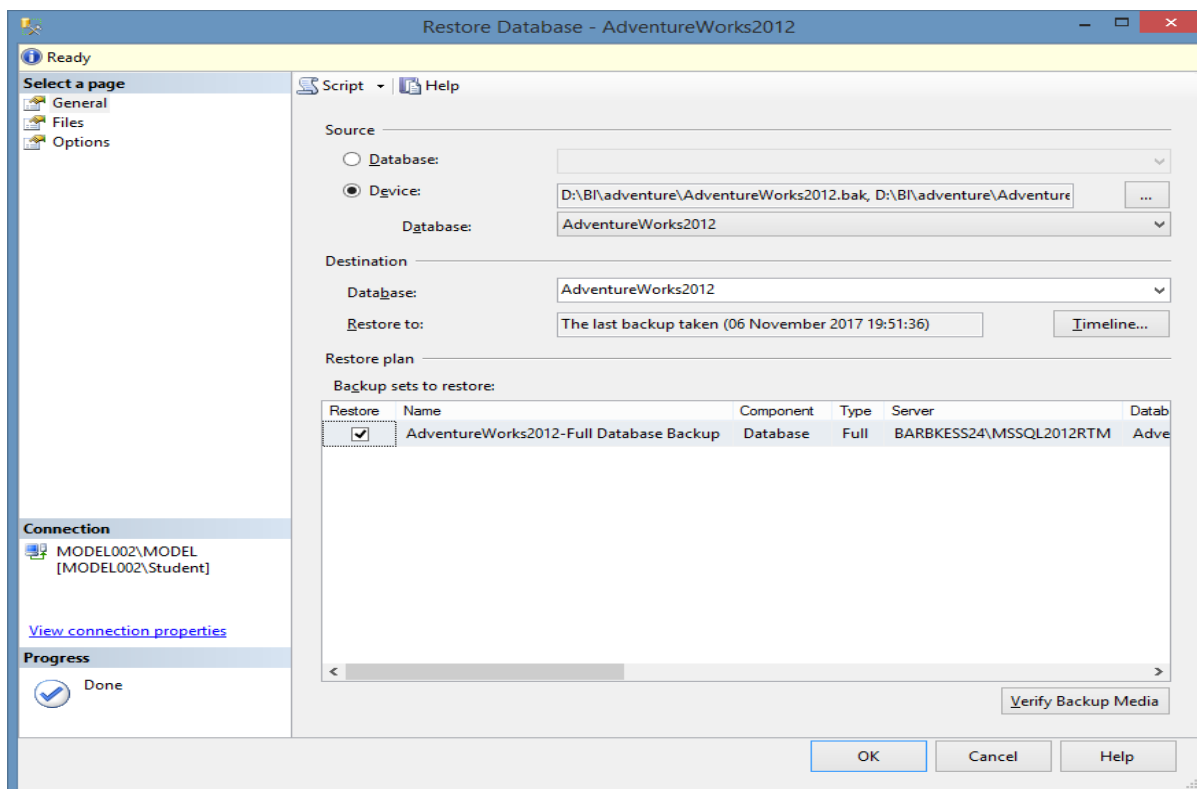 Restore Database - AdventureWorks2012
Ready
Select a page
General
Files
Options
Script Help
Source
Database:
Device: D:\BI\adventure\AdventureWorks2012.bak, D:\BI\adventure\Adventure ...
Database: AdventureWorks2012
Destination
Database: AdventureWorks2012
Restore to: The last backup taken (06 November 2017 19:51:36) Timeline...
Restore plan
Backup sets to restore:
Restore Name Component Type Server Datab
AdventureWorks2012-Full Database Backup Database Full BARBKESS24\MSSQL2012RTM Adve
Connection
MODEL002\MODEL
[MODEL002\Student]
View connection properties
Progress
Done
Verify Backup Media
OK Cancel Help